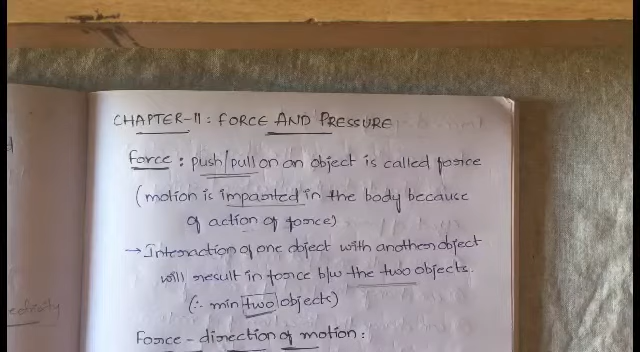 CHAPTER-11: FORCE AND PRESSURE
Force: push/pull on an object is called force
(motion is imparted in the body because
of action of force)
→ Interaction of one object with another object
will result in force b/w the two objects.
(∴ min two objects)
Force - direction of motion: